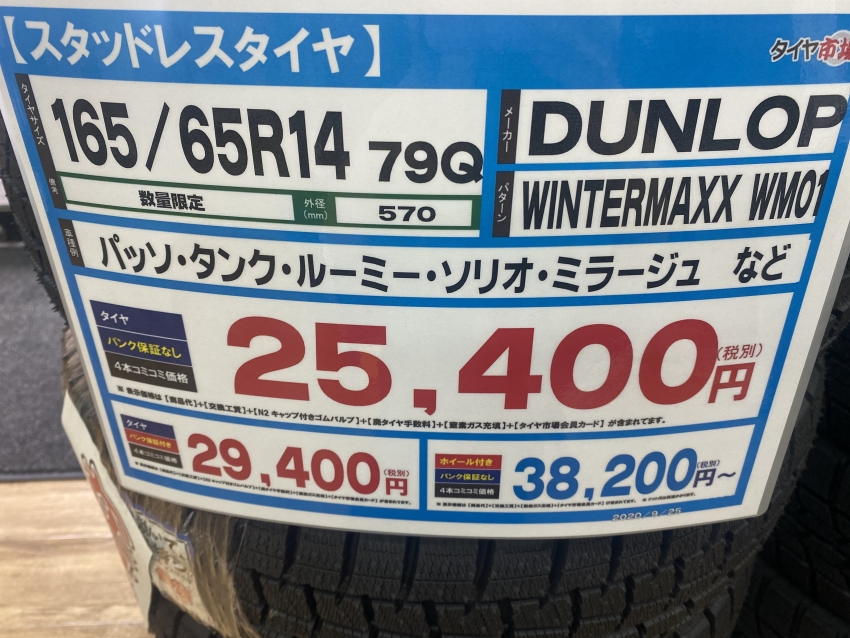 【スタッドレスタイヤ】
タイヤ市場
タイヤサイズ
165/65R14 79Q
メーカー
DUNLOP
備考
数量限定
外径(mm)
570
パターン
WINTERMAXX WM01
車種例
パッソ・タンク・ルーミー・ソリオ・ミラージュ など
タイヤ
パンク保証なし
4本コミコミ価格
25,400円
(税別)
※ 表示価格は【商品代】+【交換工賃】+【N2 キャップ付きゴムバルブ】+【廃タイヤ手数料】+【窒素ガス充填】+【タイヤ市場会員カード】が含まれてます。
タイヤ
パンク保証付き
4本コミコミ価格
29,400円
(税別)
ホイール付き
パンク保証なし
4本コミコミ価格
38,200円～
(税別)
2020/9/25